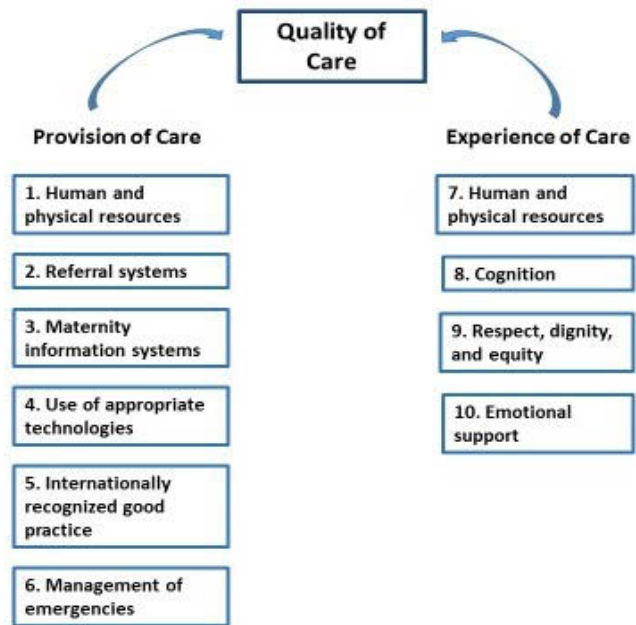 Quality of
Care
Provision of Care
1. Human and
physical resources
2. Referral systems
3. Maternity
information systems
4. Use of appropriate
technologies
5. Internationally
recognized good
practice
6. Management of
emergencies
Experience of Care
7. Human and
physical resources
8. Cognition
9. Respect, dignity,
and equity
10. Emotional
support